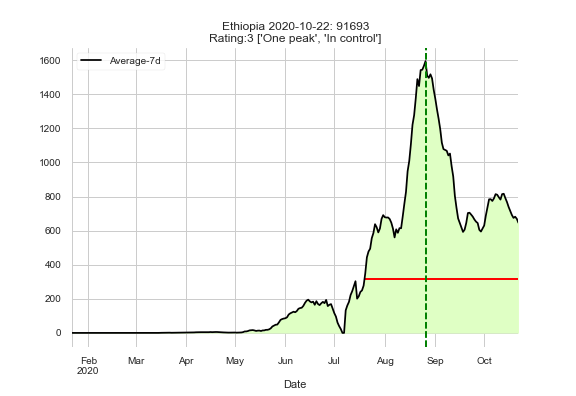 Ethiopia 2020-10-22: 91693
Rating:3 ['One peak', 'In control']
Average-7d
1600
1400
1200
1000
800
600
400
200
0
Feb Mar Apr May Jun Jul Aug Sep Oct
2020
Date